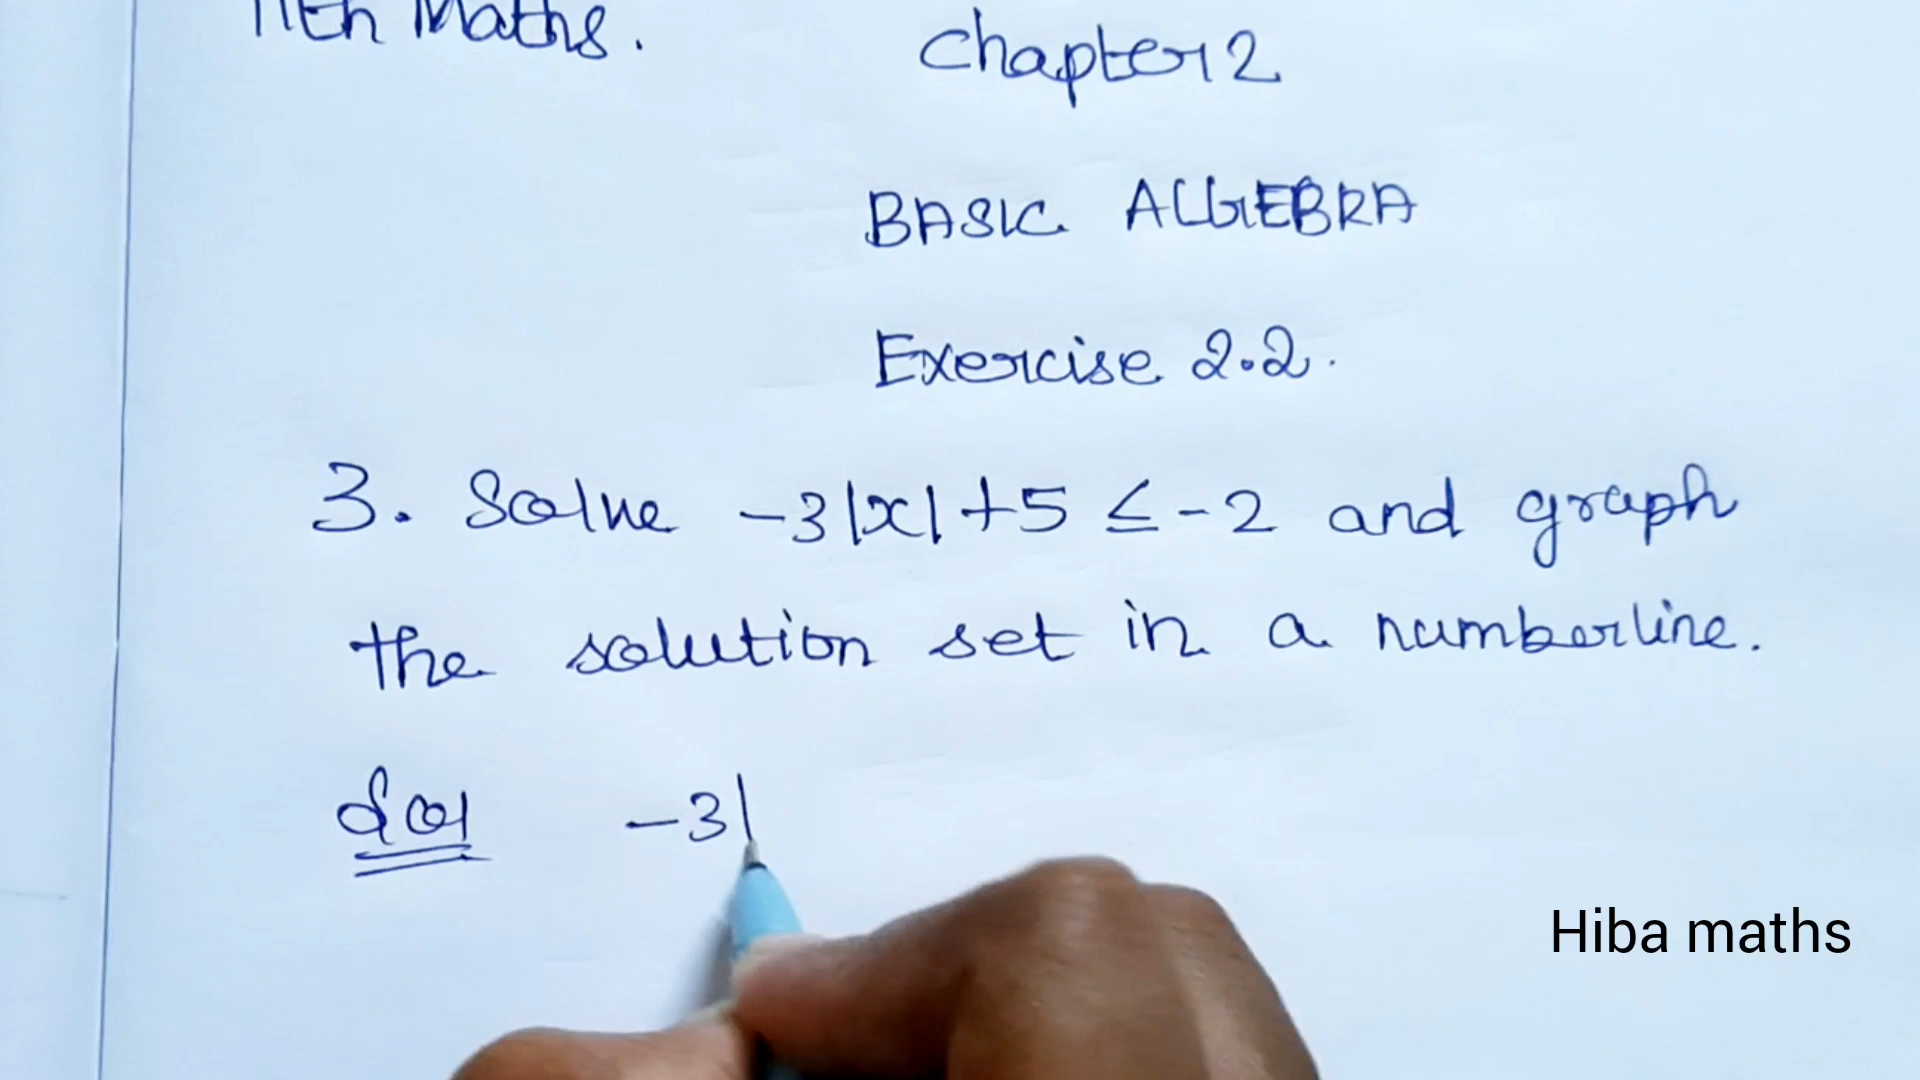 11th Maths.
Chapter 2
BASIC ALGEBRA
Exercise 2.2.
3. Solve -3|x| +5 ≤ -2 and graph
the solution set in a numberline.
Sol -3|
Hiba maths